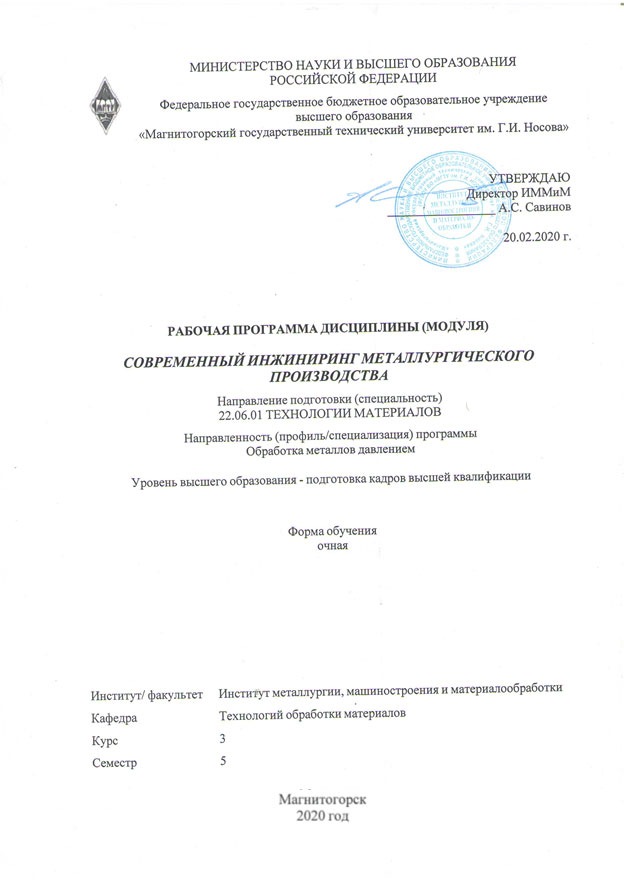 МИНИСТЕРСТВО НАУКИ И ВЫСШЕГО ОБРАЗОВАНИЯ
РОССИЙСКОЙ ФЕДЕРАЦИИ
Федеральное государственное бюджетное образовательное учреждение
высшего образования
«Магнитогорский государственный технический университет им. Г.И. Носова»
УТВЕРЖДАЮ
Директор ИММиМ
А.С. Савинов
20.02.2020 г.
РАБОЧАЯ ПРОГРАММА ДИСЦИПЛИНЫ (МОДУЛЯ)
СОВРЕМЕННЫЙ ИНЖИНИРИНГ МЕТАЛЛУРГИЧЕСКОГО
ПРОИЗВОДСТВА
Направление подготовки (специальность)
22.06.01 ТЕХНОЛОГИИ МАТЕРИАЛОВ
Направленность (профиль/специализация) программы
Обработка металлов давлением
Уровень высшего образования - подготовка кадров высшей квалификации
Форма обучения
очная
Институт/ факультет Институт металлургии, машиностроения и материалообработки
Кафедра Технологий обработки материалов
Курс 3
Семестр 5
Магнитогорск
2020 год